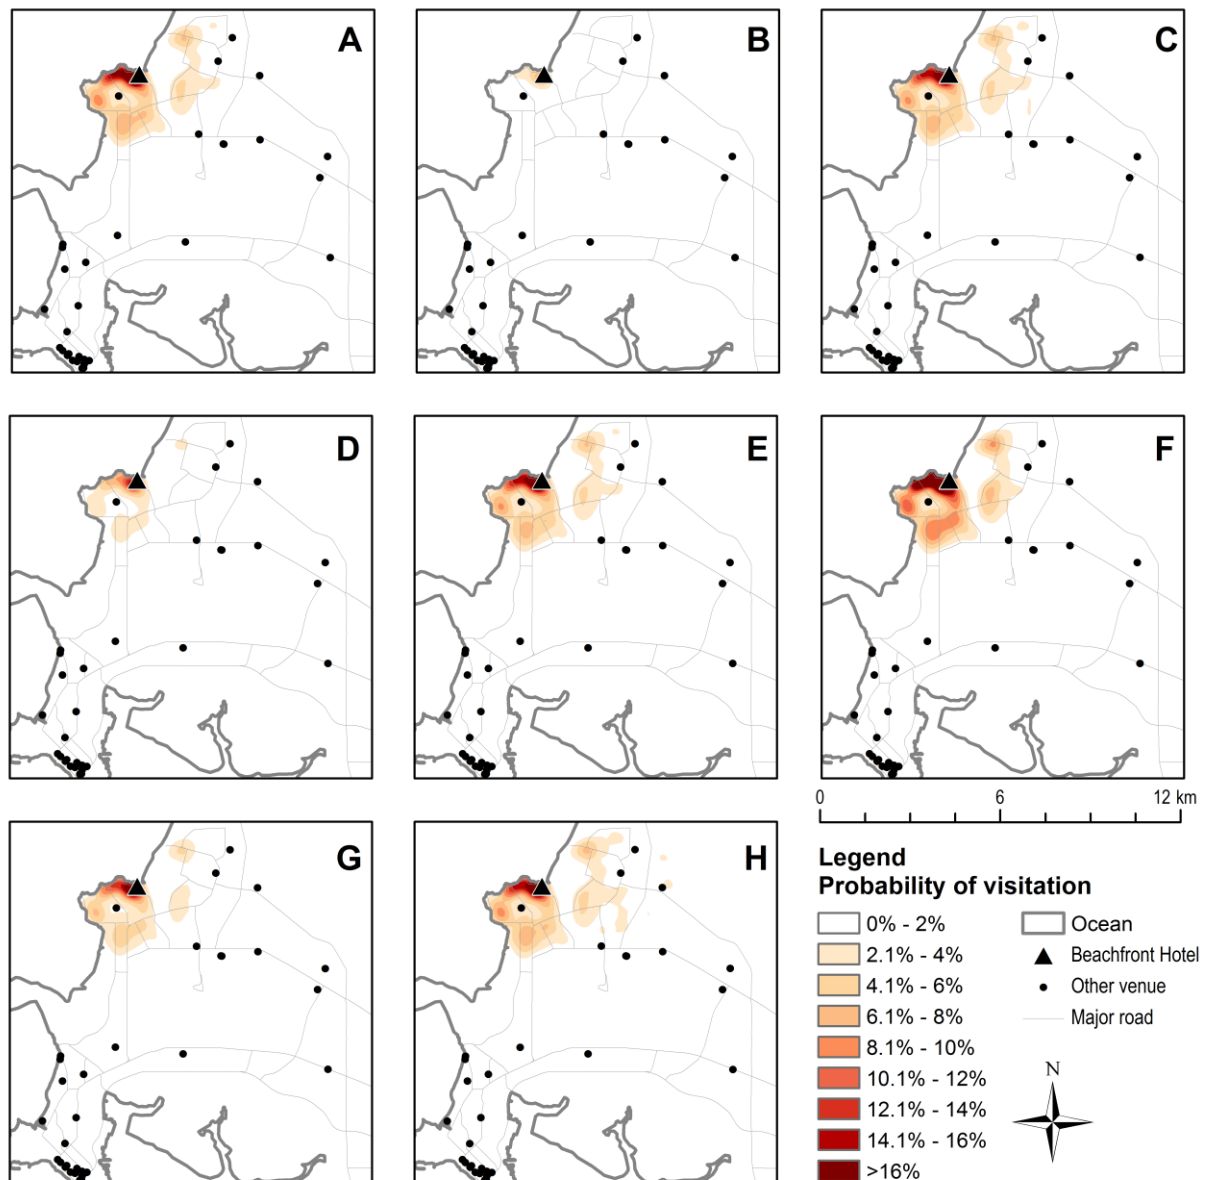 A
B
C
D
E
F
0
6
12 km
G
H
Legend
Probability of visitation
0% - 2%
Ocean
2.1% - 4%
Beachfront Hotel
4.1% - 6%
Other venue
6.1% - 8%
Major road
8.1% - 10%
10.1% - 12%
N
12.1% - 14%
14.1% - 16%
>16%